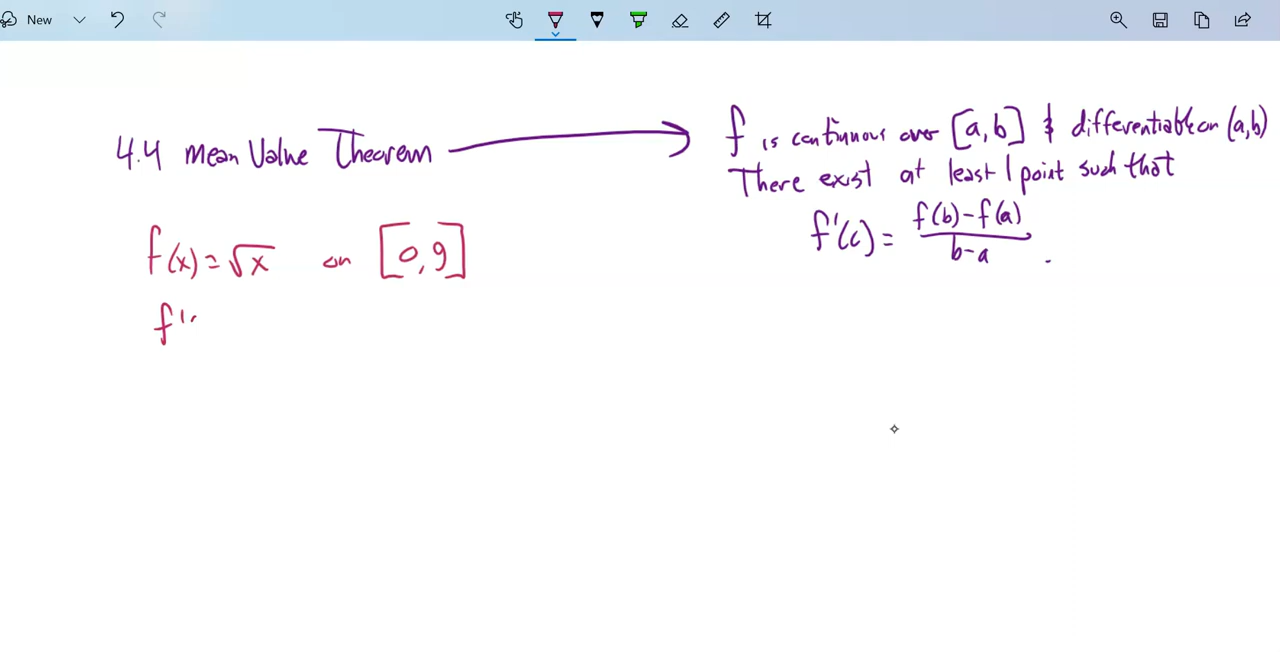 New
4.4 Mean Value Theorem
f is continuous over [a,b] & differentiable on (a,b)
There exist at least 1 point such that
f'(c) = f(b)-f(a) / b-a .
f(x) = √x on [0,9]
f'(